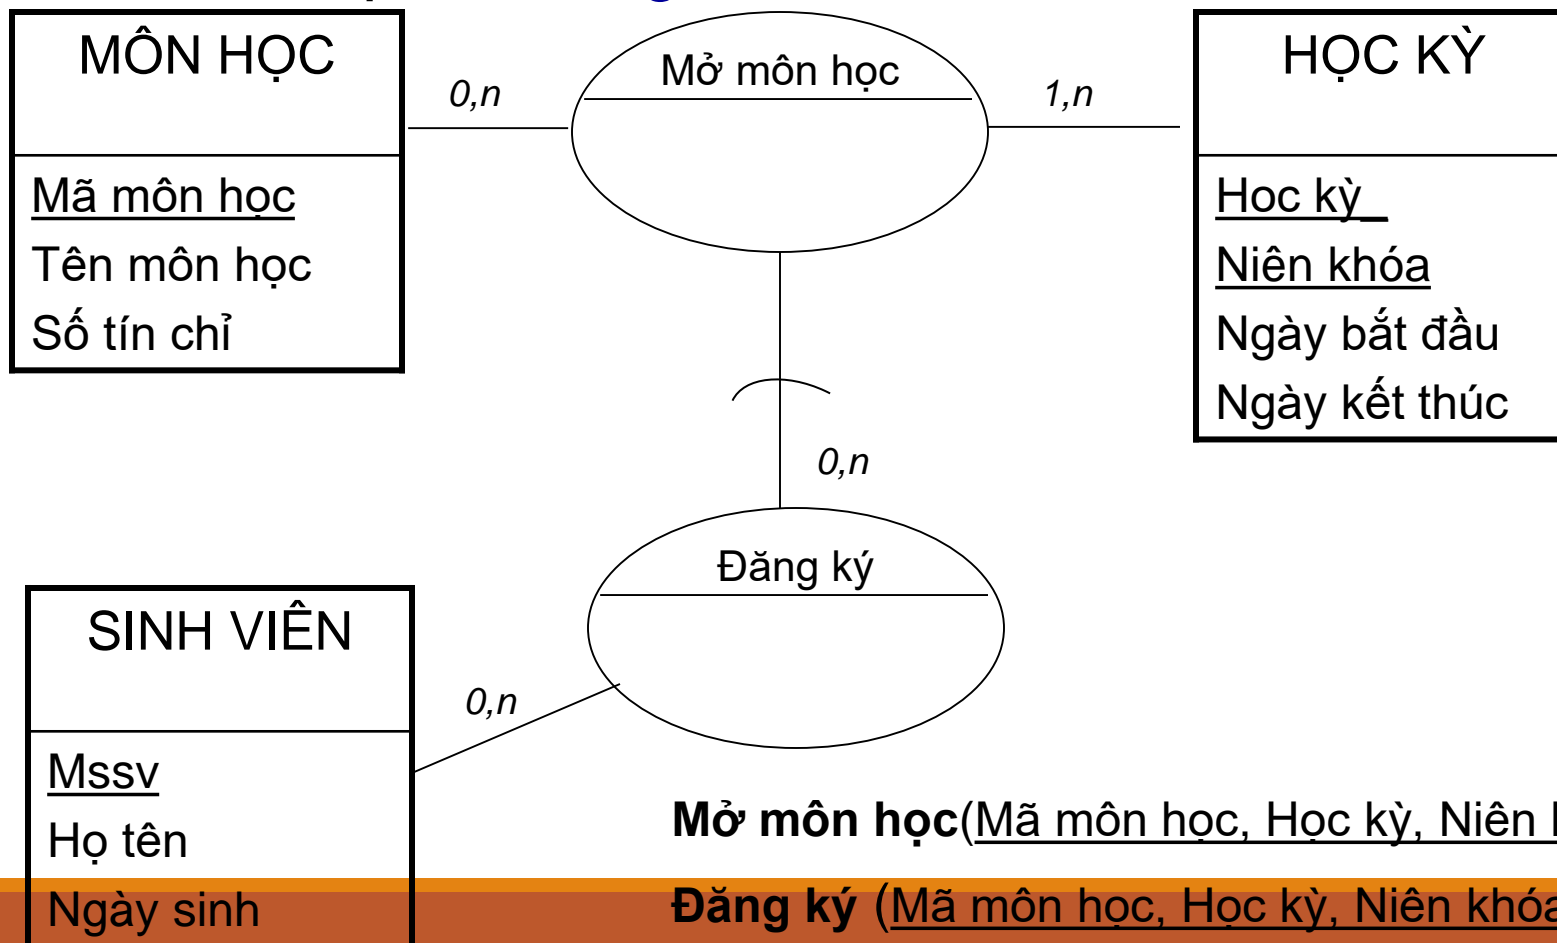 MÔN HỌC
Mã môn học
Tên môn học
Số tín chỉ
0,n
Mở môn học
1,n
HỌC KỲ
Hoc kỳ_
Niên khóa
Ngày bắt đầu
Ngày kết thúc
0,n
Đăng ký
0,n
SINH VIÊN
Mssv
Họ tên
Ngày sinh
Mở môn học(Mã môn học, Học kỳ, Niên
Đăng ký (Mã môn học, Học kỳ, Niên khóa